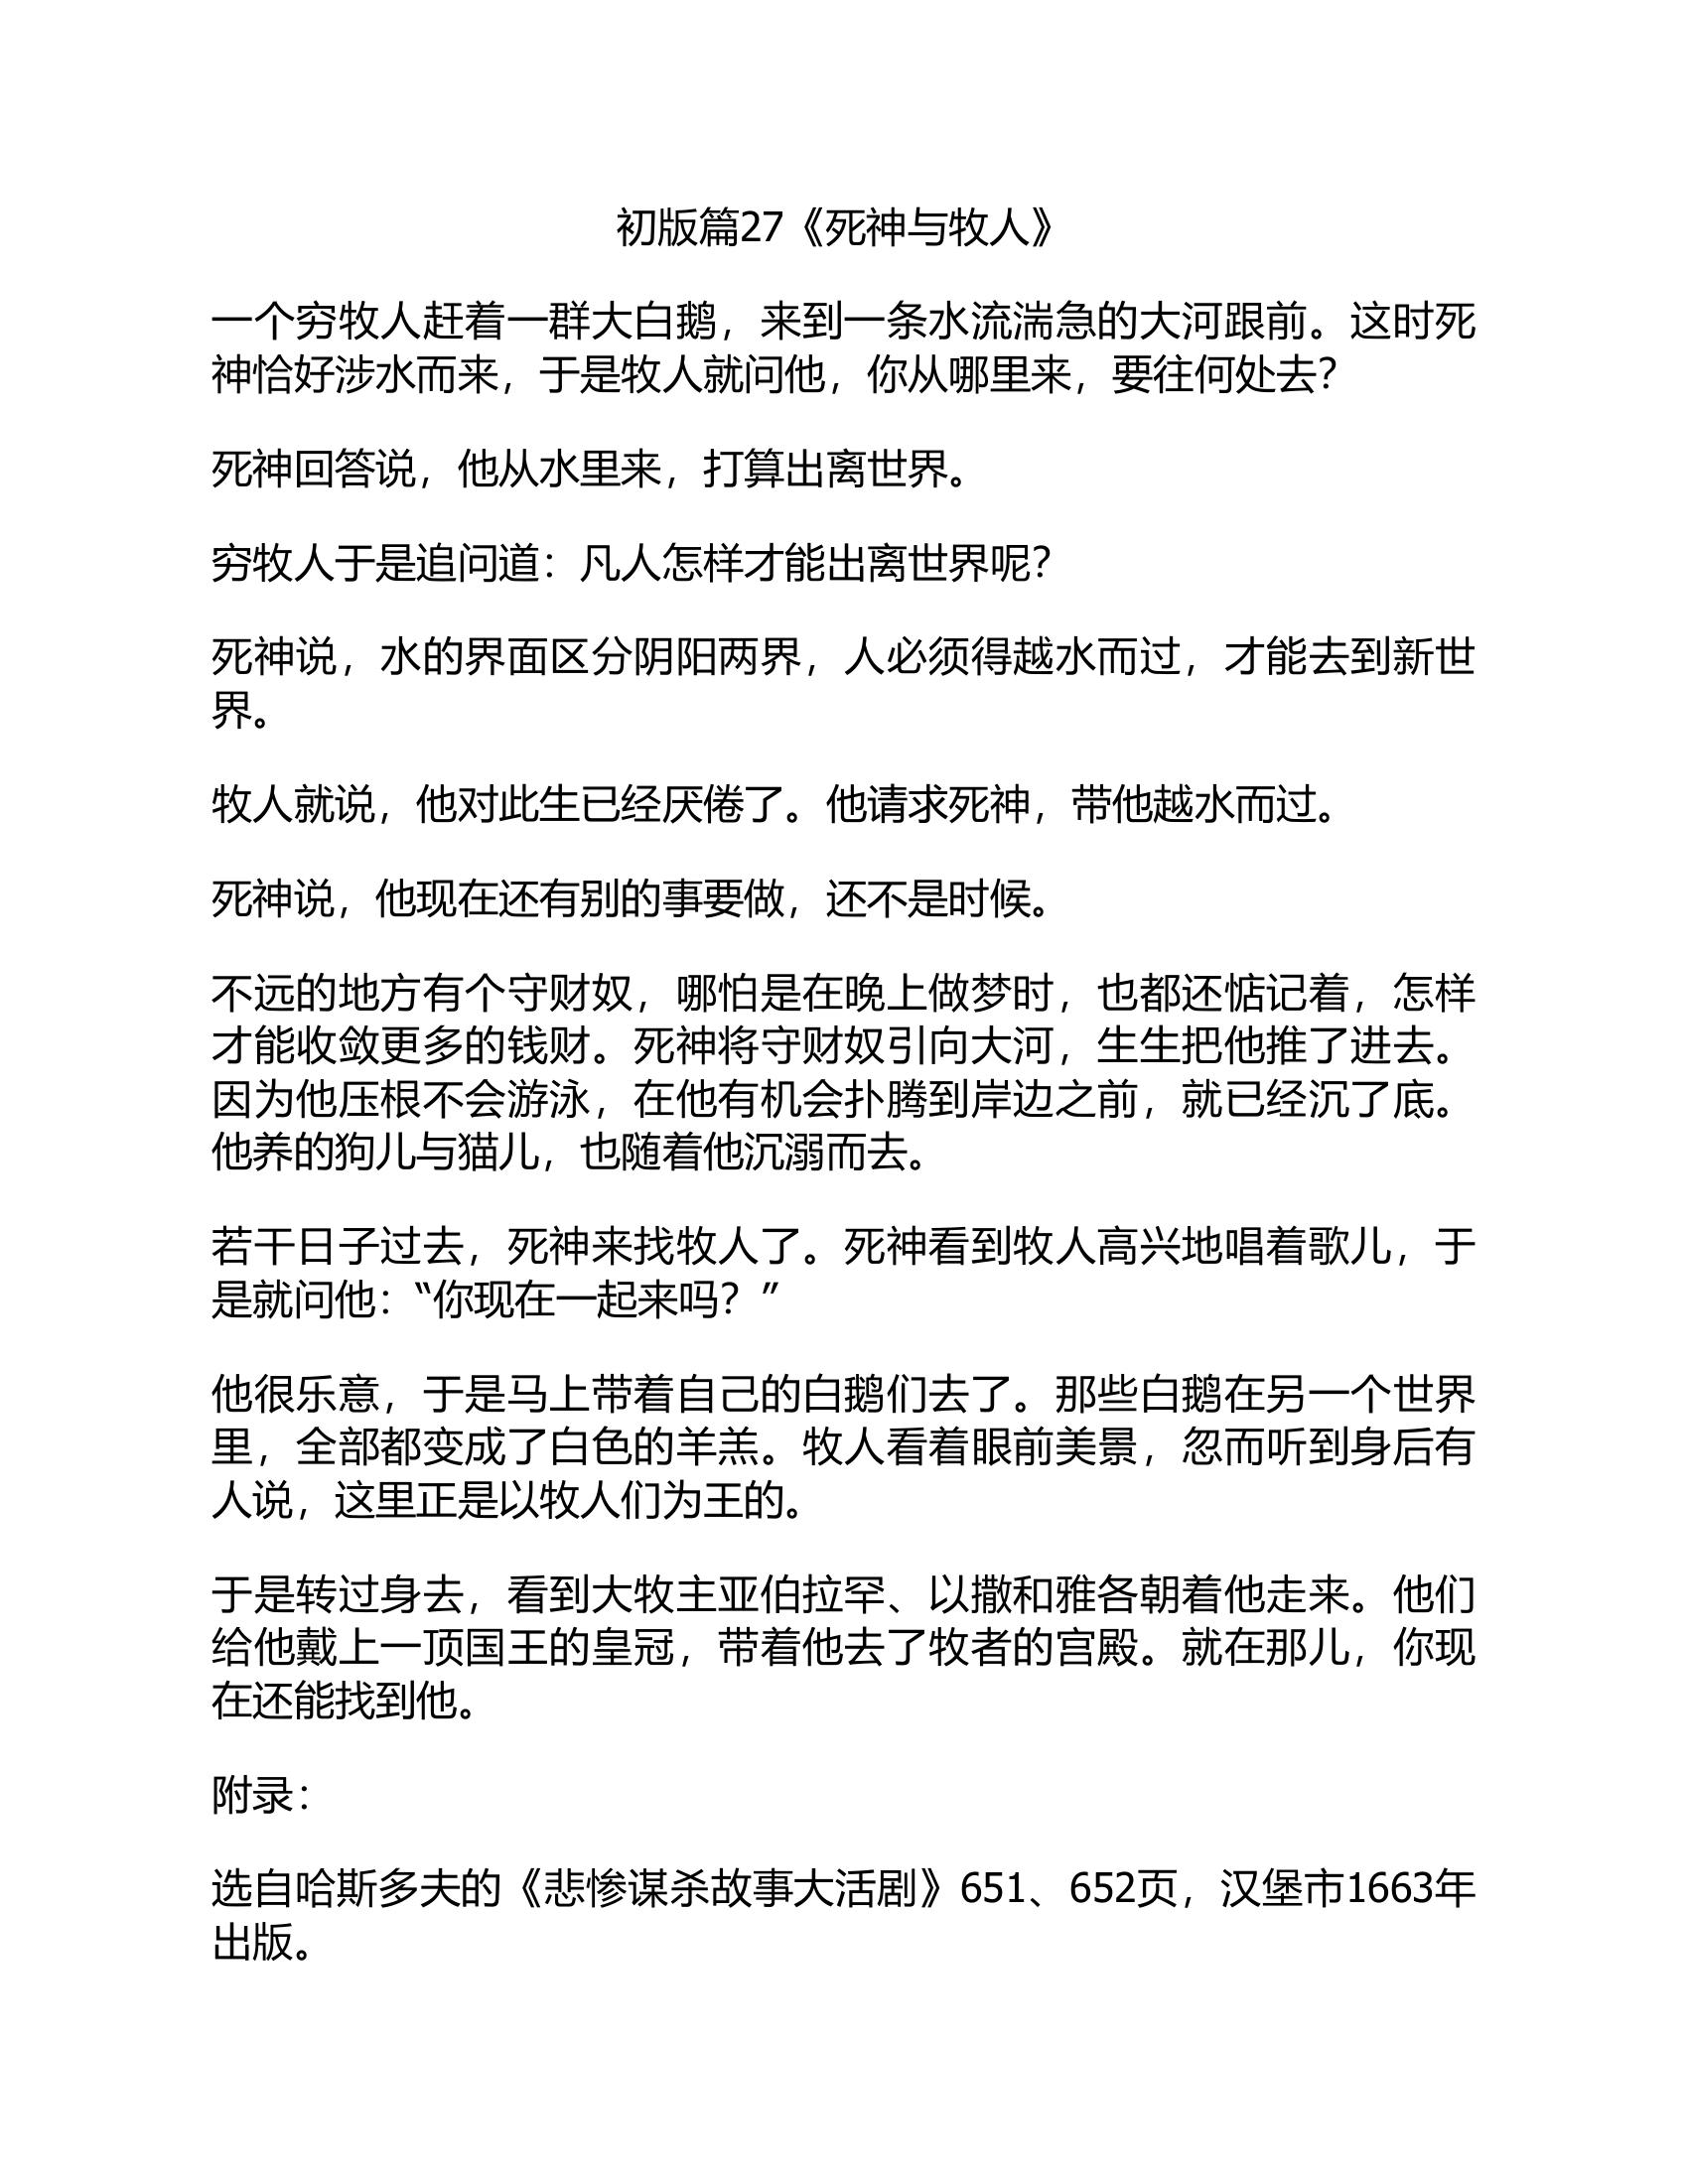 初版篇27《死神与牧人》
一个穷牧人赶着一群大白鹅，来到一条水流湍急的大河跟前。这时死
神恰好涉水而来，于是牧人就问他，你从哪里来，要往何处去？
死神回答说，他从水里来，打算出离世界。
穷牧人于是追问道：凡人怎样才能出离世界呢？
死神说，水的界面区分阴阳两界，人必须得越水而过，才能去到新世
界。
牧人就说，他对此生已经厌倦了。他请求死神，带他越水而过。
死神说，他现在还有别的事要做，还不是时候。
不远的地方有个守财奴，哪怕是在晚上做梦时，也都还惦记着，怎样
才能收敛更多的钱财。死神将守财奴引向大河，生生把他推了进去。
因为他压根不会游泳，在他有机会扑腾到岸边之前，就已经沉了底。
他养的狗儿与猫儿，也随着他沉溺而去。
若干日子过去，死神来找牧人了。死神看到牧人高兴地唱着歌儿，于
是就问他：“你现在一起来吗？”
他很乐意，于是马上带着自己的白鹅们去了。那些白鹅在另一个世界
里，全部都变成了白色的羊羔。牧人看着眼前美景，忽而听到身后有
人说，这里正是以牧人们为王的。
于是转过身去，看到大牧主亚伯拉罕、以撒和雅各朝着他走来。他们
给他戴上一顶国王的皇冠，带着他去了牧者的宫殿。就在那儿，你现
在还能找到他。
附录：
选自哈斯多夫的《悲惨谋杀故事大活剧》651、652页，汉堡市1663年
出版。